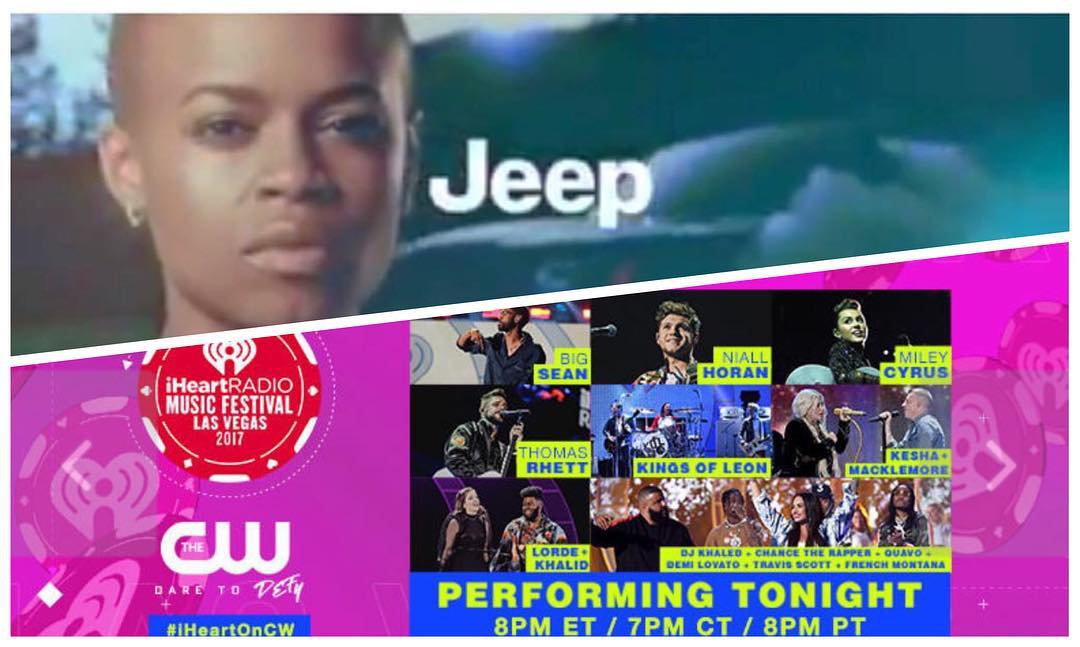 Jeep
iHeartRADIO
MUSIC FESTIVAL
LAS VEGAS
2017
THE CW
DARE TO DEFY
#iHeartOnCW
BIG
SEAN
NIALL
HORAN
MILEY
CYRUS
THOMAS
RHETT
KINGS OF LEON
KESHA +
MACKLEMORE
LORDE +
KHALID
DJ KHALED + CHANCE THE RAPPER + QUAVO +
DEMI LOVATO + TRAVIS SCOTT + FRENCH MONTANA
PERFORMING TONIGHT
8PM ET / 7PM CT / 8PM PT